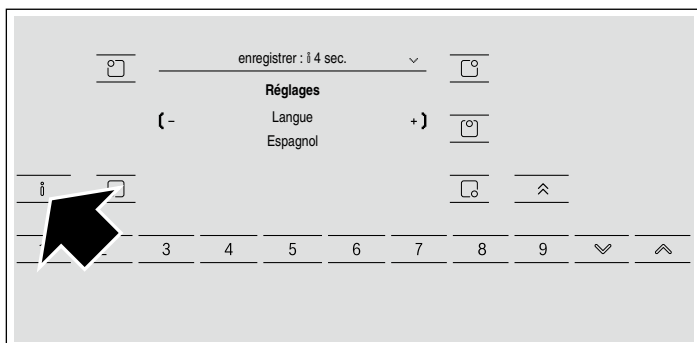 enregistrer : i 4 sec.
Réglages
(- Langue +)
Espagnol
i
3 4 5 6 7 8 9